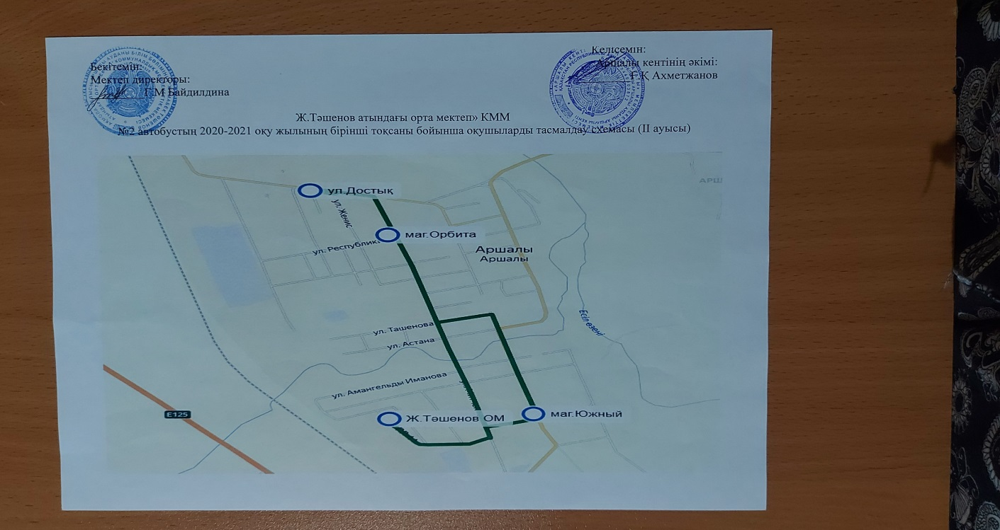 Бекітемін:
Мектеп директоры:
Г.М Байдилдина
Келісемін:
Аршалы кентінің әкімі:
Г.Қ Ахметжанов
Ж.Тәшенов атындағы орта мектеп» КММ
№2 автобустың 2020-2021 оқу жылының бірінші тоқсаны бойынша оқушыларды тасмалдау схемасы (II ауысы)
АРШ
ул.Достық
ул. Женис
маг.Орбита
ул. Республик
Аршалы
Аршалы
Есіл өзені
ул. Ташенова
ул. Астана
ул. Амангельды Иманова
E125
Ж.Тәшенов ОМ
маг.Южный